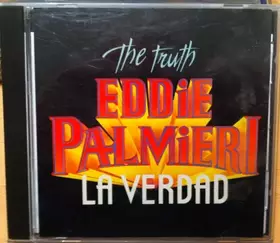 The truth
EDDiE
PALMiERI
LA VERDAD